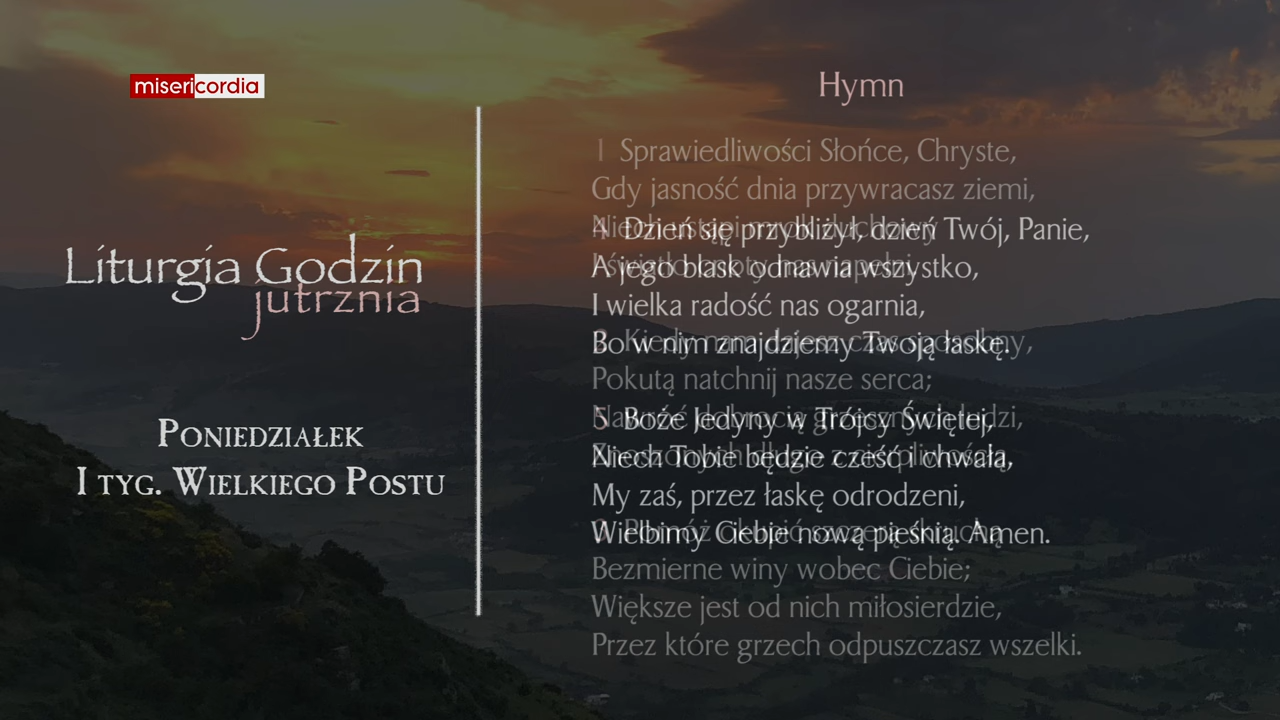 misericordia
Liturgia Godzin
jutrznia
Poniedziałek
I tyg. Wielkiego Postu
Hymn
1 Sprawiedliwości Słońce, Chryste,
Gdy jasność dnia przywracasz ziemi,
4 Dzień się przybliżył, dzień Twój, Panie,
A jego blask odnawia wszystko,
I wielka radość nas ogarnia,
Bo w nim znajdziemy Twoją łaskę.
Pokutą natchnij nasze serca;
5 Boże Jedyny w Trójcy Świętej,
Niech Tobie będzie cześć i chwała,
My zaś, przez łaskę odrodzeni,
Wielbimy Ciebie nową pieśnią. Amen.
Bezmierne winy wobec Ciebie;
Większe jest od nich miłosierdzie,
Przez które grzech odpuszczasz wszelki.